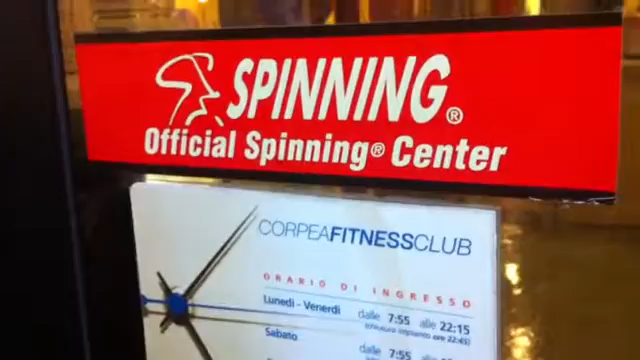 SPINNING®
Official Spinning® Center
CORPEAFITNESSCLUB
ORARIO DI INGRESSO
Lunedì - Venerdì dalle 7:55 alle 22:15
(chiusura impianto ore 22:45)
Sabato dalle 7:55 alle